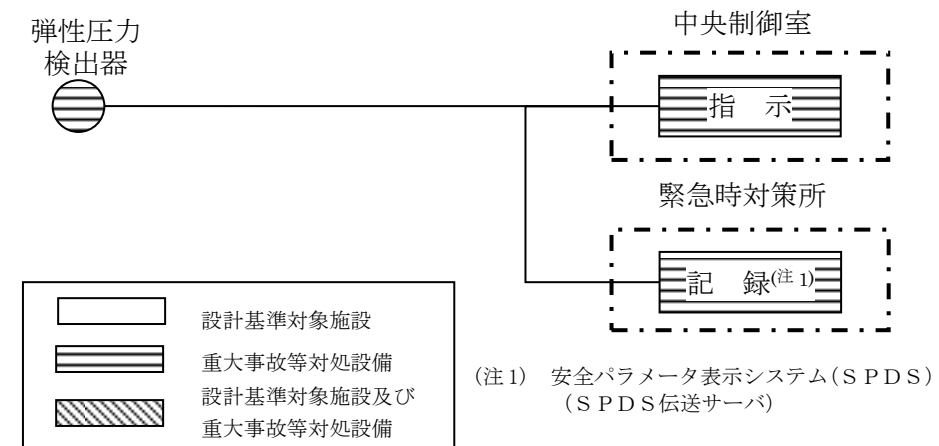 弾性圧力
検出器
中央制御室
指　示
緊急時対策所
記　録(注 1)
設計基準対象施設
重大事故等対処設備
設計基準対象施設及び
重大事故等対処設備
(注 1)　安全パラメータ表示システム(ＳＰＤＳ)
(ＳＰＤＳ伝送サーバ)